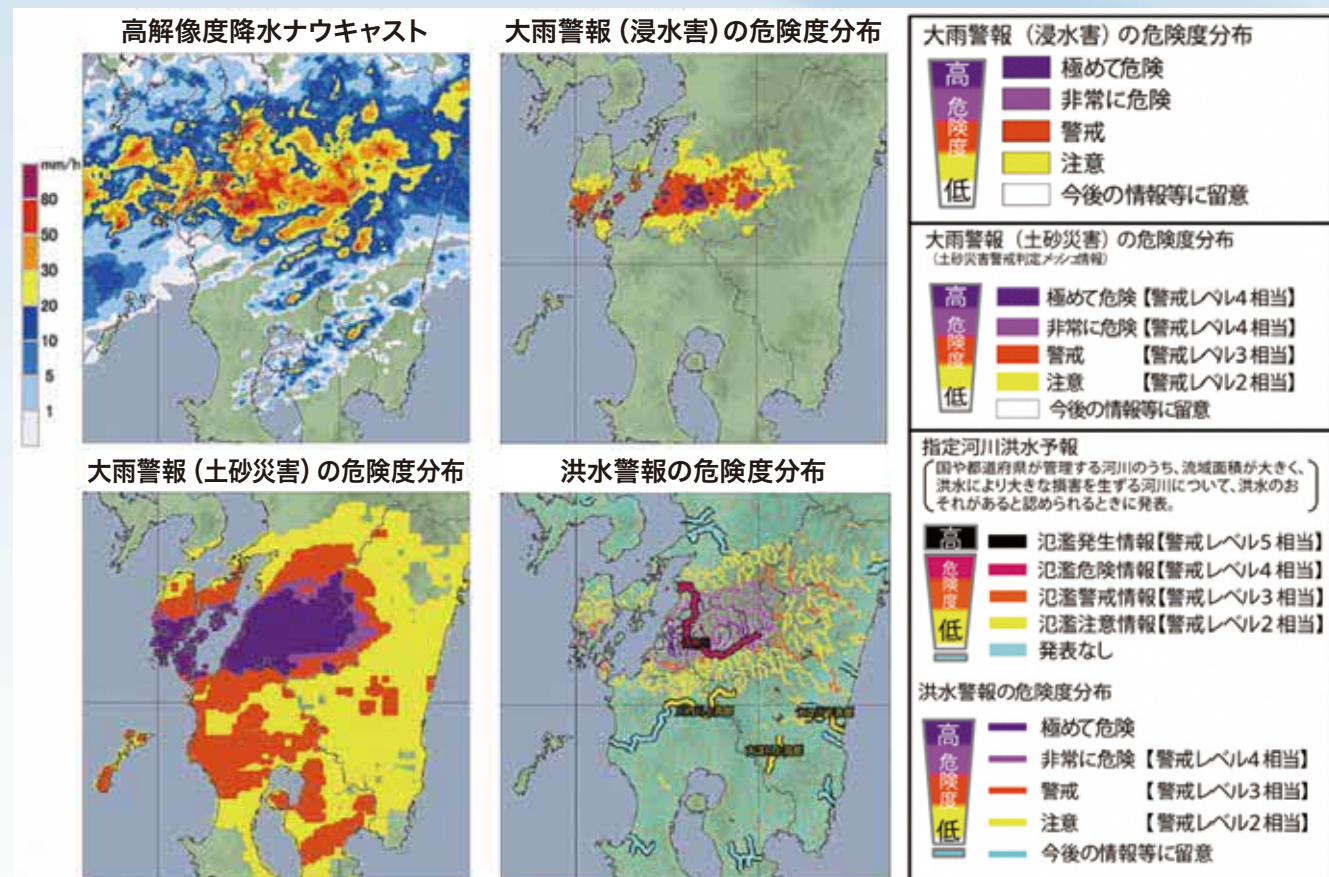 高解像度降水ナウキャスト
mm/h
80
50
30
20
10
5
1
大雨警報(浸水害)の危険度分布
大雨警報(土砂災害)の危険度分布
洪水警報の危険度分布
大雨警報(浸水害)の危険度分布
高
危険度
低
極めて危険
非常に危険
警戒
注意
今後の情報等に留意
大雨警報(土砂災害)の危険度分布
(土砂災害警戒判定メッシュ情報)
高
危険度
低
極めて危険【警戒レベル4相当】
非常に危険【警戒レベル4相当】
警戒 【警戒レベル3相当】
注意 【警戒レベル2相当】
今後の情報等に留意
指定河川洪水予報
国や都道府県が管理する河川のうち、流域面積が大きく、
洪水により大きな損害を生ずる河川について、洪水のお
それがあると認められるときに発表。
高
危険度
低
氾濫発生情報【警戒レベル5相当】
氾濫危険情報【警戒レベル4相当】
氾濫警戒情報【警戒レベル3相当】
氾濫注意情報【警戒レベル2相当】
発表なし
洪水警報の危険度分布
高
危険度
低
極めて危険
非常に危険【警戒レベル4相当】
警戒 【警戒レベル3相当】
注意 【警戒レベル2相当】
今後の情報等に留意